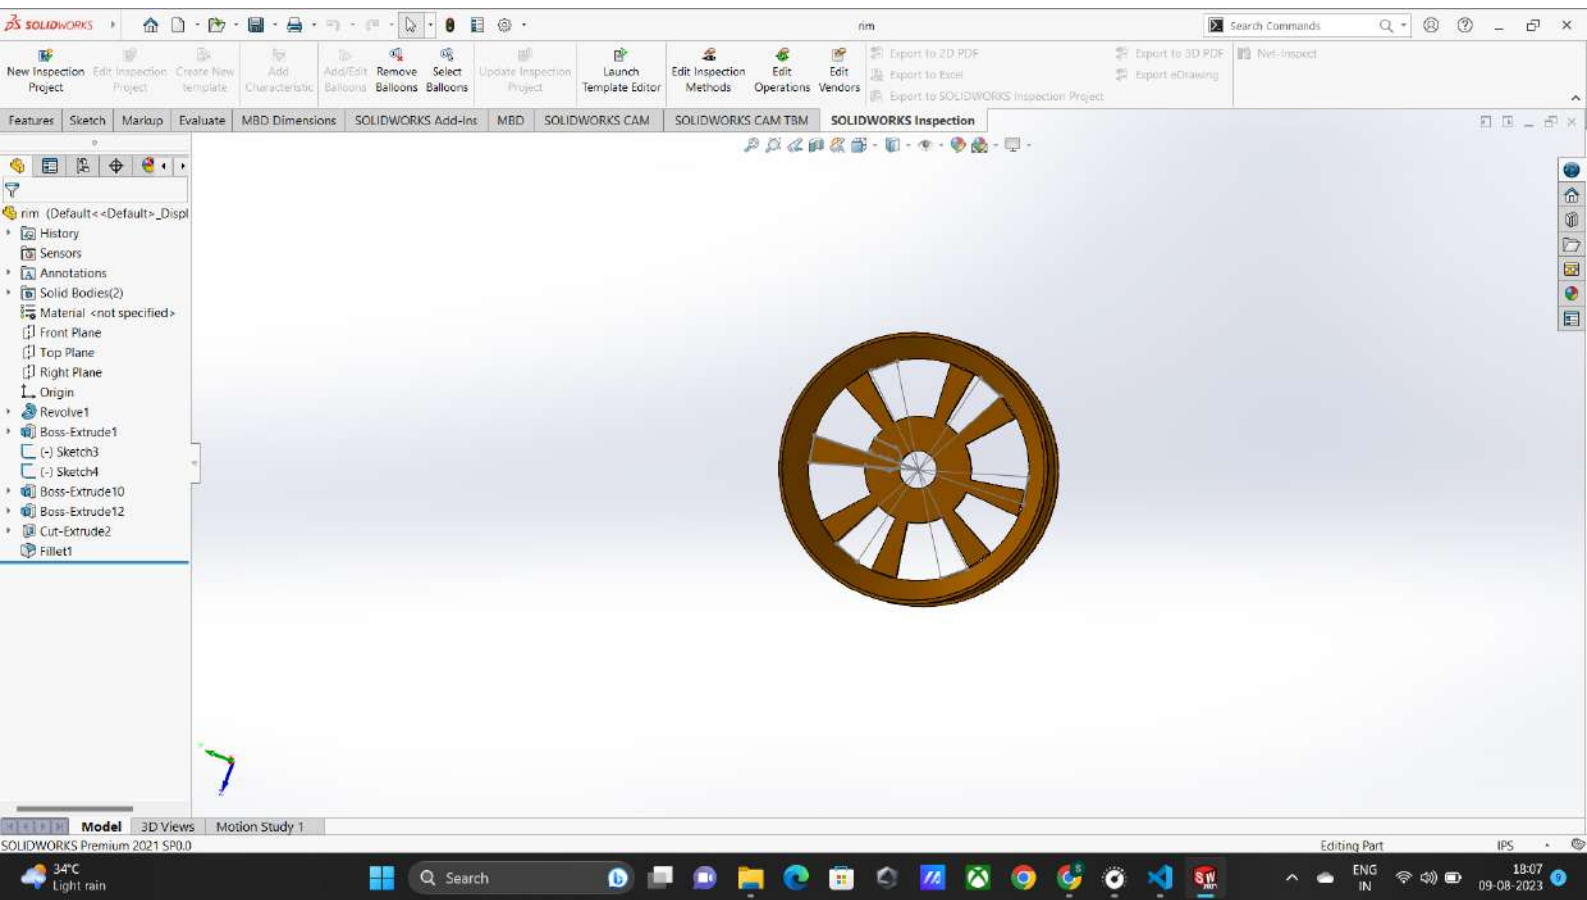 SOLIDWORKS
rim
Search Commands
New Inspection Project
Edit Inspection Project
Create New template
Add Characteristic
Add/Edit Balloons
Remove Balloons
Select Balloons
Update Inspection Project
Launch Template Editor
Edit Inspection Methods
Edit Operations
Edit Vendors
Export to 2D PDF
Export to Excel
Export to SOLIDWORKS Inspection Project
Export to 3D PDF
Export eDrawing
Net-Inspect
Features
Sketch
Markup
Evaluate
MBD Dimensions
SOLIDWORKS Add-Ins
MBD
SOLIDWORKS CAM
SOLIDWORKS CAM TBM
SOLIDWORKS Inspection
rim (Default<<Default>_Displ
History
Sensors
Annotations
Solid Bodies(2)
Material <not specified>
Front Plane
Top Plane
Right Plane
Origin
Revolve1
Boss-Extrude1
(-) Sketch3
(-) Sketch4
Boss-Extrude10
Boss-Extrude12
Cut-Extrude2
Fillet1
Z
Model
3D Views
Motion Study 1
SOLIDWORKS Premium 2021 SP0.0
Editing Part
IPS
34°C
Light rain
Search
ENG
IN
18:07
09-08-2023